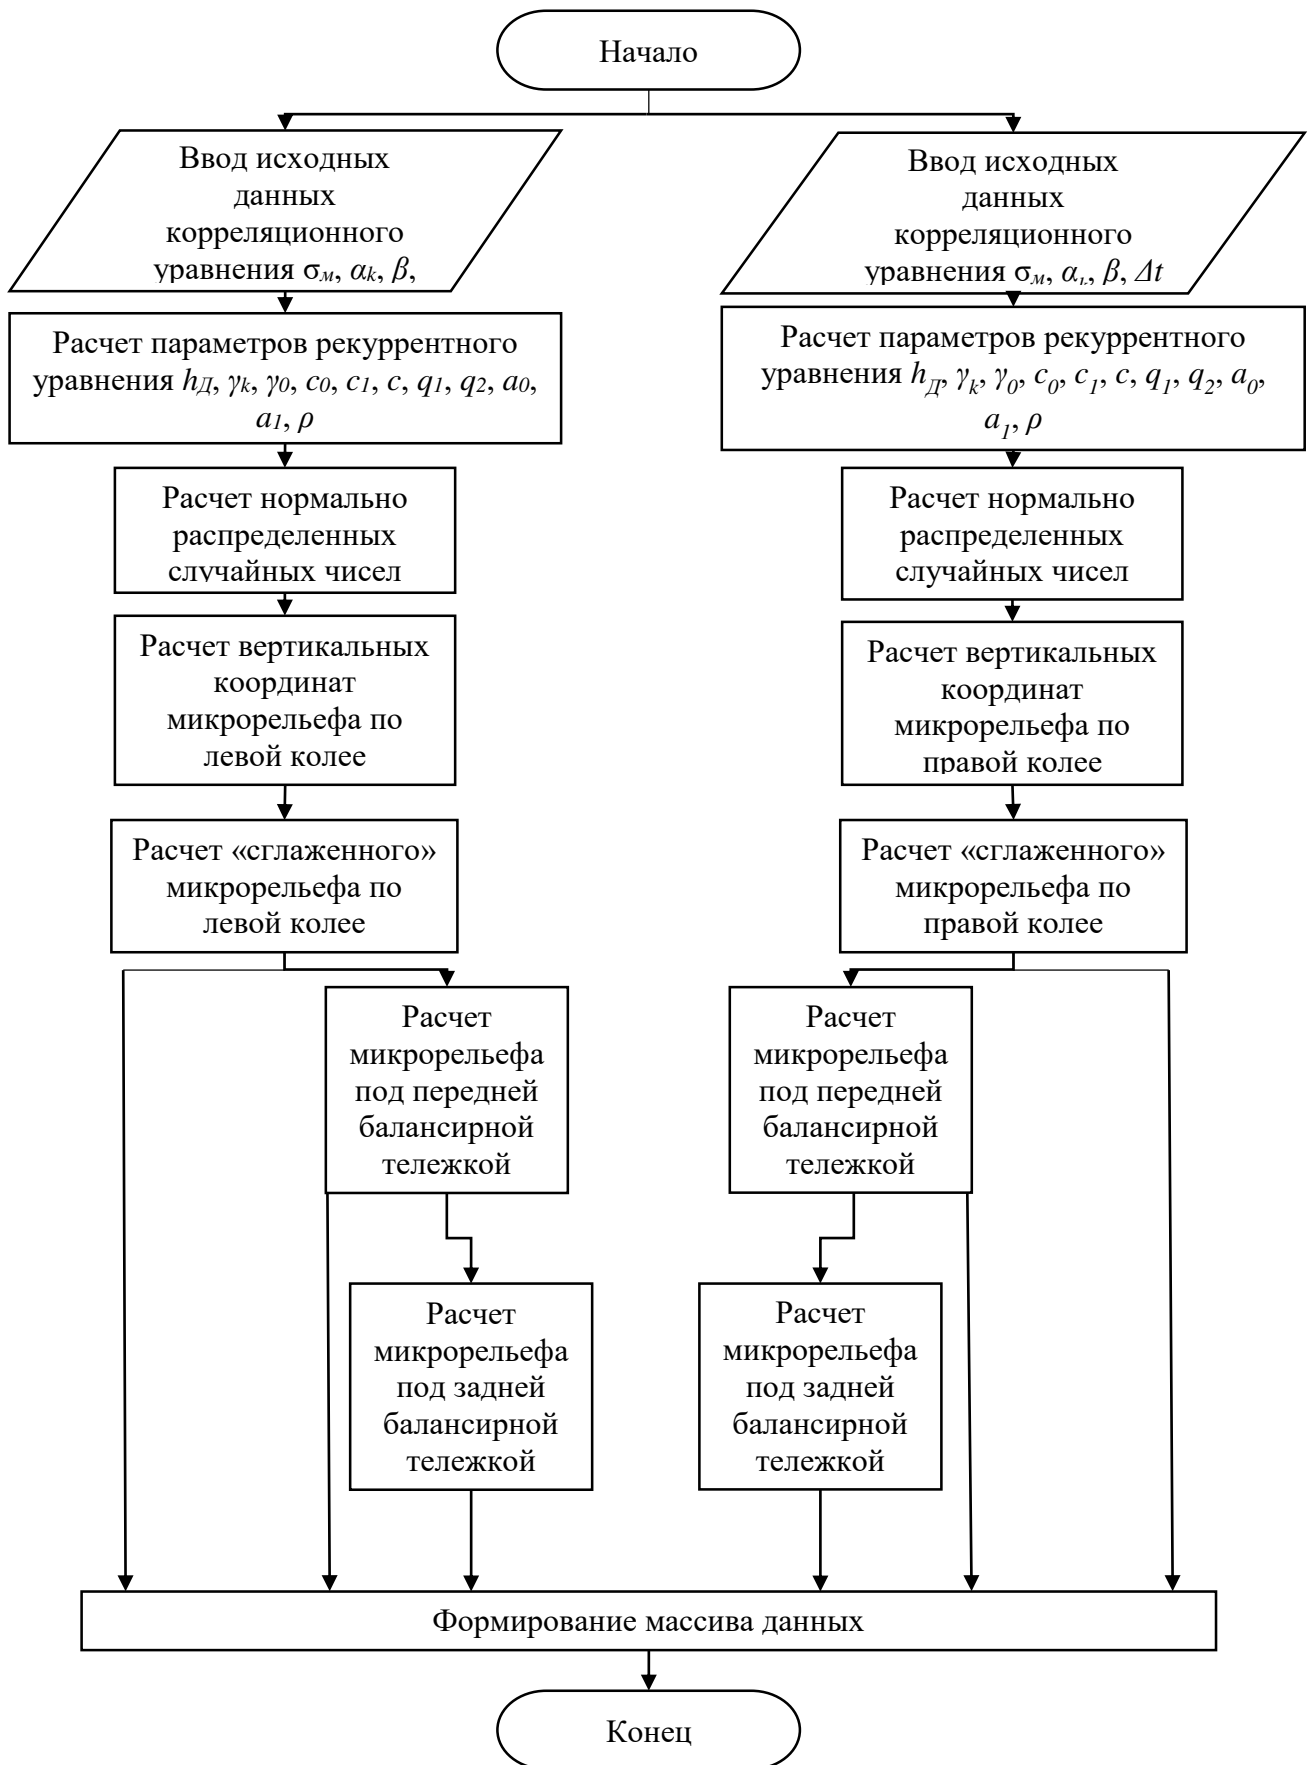 Начало
Ввод исходных
данных
корреляционного
уравнения σм, αk, β,
Ввод исходных
данных
корреляционного
уравнения σм, αk, β, Δt
Расчет параметров рекуррентного
уравнения hД, γk, γ0, c0, c1, c, q1, q2, a0,
a1, ρ
Расчет параметров рекуррентного
уравнения hД, γk, γ0, c0, c1, c, q1, q2, a0,
a1, ρ
Расчет нормально
распределенных
случайных чисел
Расчет нормально
распределенных
случайных чисел
Расчет вертикальных
координат
микрорельефа по
левой колее
Расчет вертикальных
координат
микрорельефа по
правой колее
Расчет «сглаженного»
микрорельефа по
левой колее
Расчет «сглаженного»
микрорельефа по
правой колее
Расчет
микрорельефа
под передней
балансирной
тележкой
Расчет
микрорельефа
под передней
балансирной
тележкой
Расчет
микрорельефа
под задней
балансирной
тележкой
Расчет
микрорельефа
под задней
балансирной
тележкой
Формирование массива данных
Конец